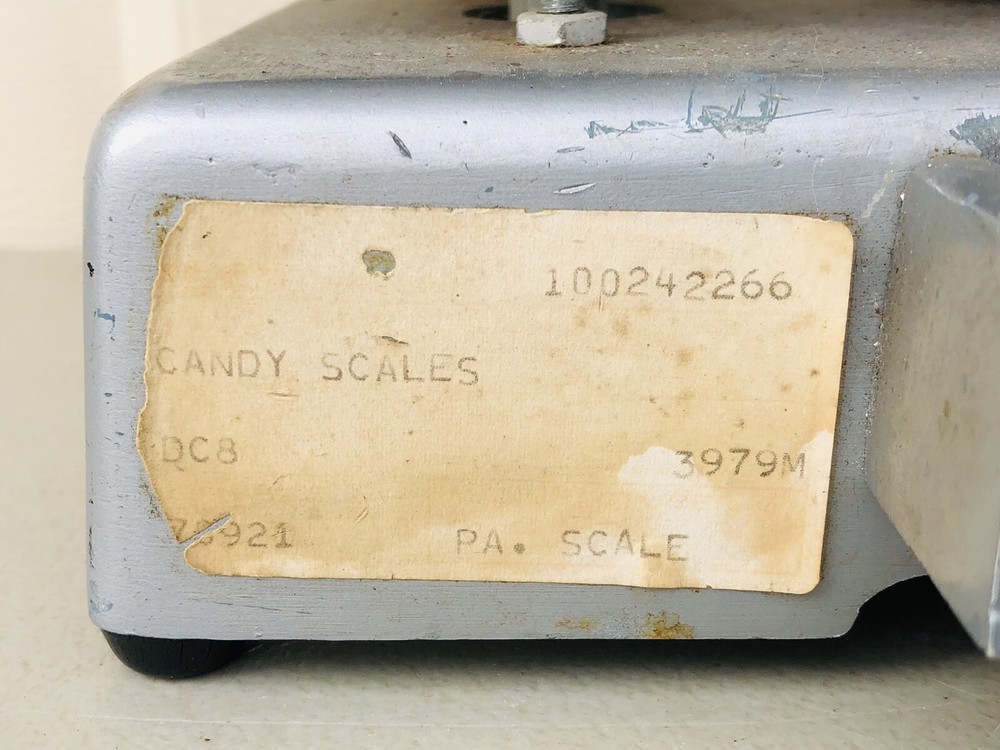 100242266
CANDY SCALES
DC8 3979M
PA. SCALE